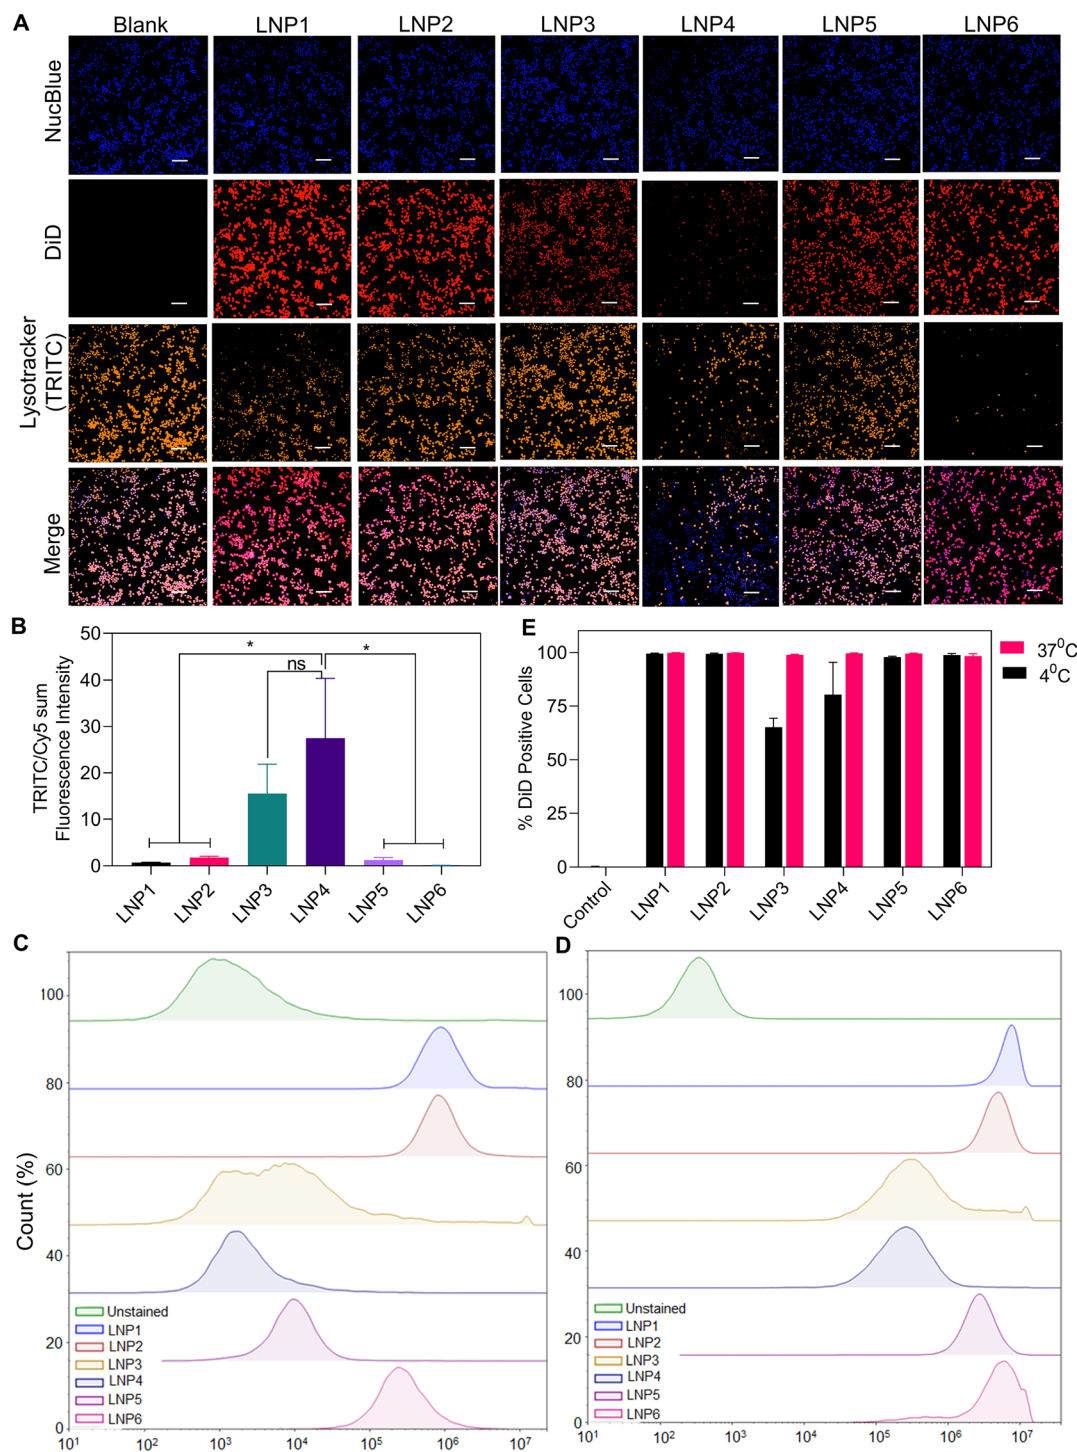 A
Blank LNP1 LNP2 LNP3 LNP4 LNP5 LNP6
NucBlue
DiD
Lysotracker
(TRITC)
Merge
B
TRITC/Cy5 sum
Fluorescence Intensity
50
40
30
20
10
0
*
ns
*
LNP1 LNP2 LNP3 LNP4 LNP5 LNP6
E
% DiD Positive Cells
100
75
50
25
0
37⁰C
4⁰C
Control LNP1 LNP2 LNP3 LNP4 LNP5 LNP6
C
Count (%)
100
80
60
40
20
0
Unstained
LNP1
LNP2
LNP3
LNP4
LNP5
LNP6
10¹ 10² 10³ 10⁴ 10⁵ 10⁶ 10⁷
D
100
80
60
40
20
0
Unstained
LNP1
LNP2
LNP3
LNP4
LNP5
LNP6
10¹ 10² 10³ 10⁴ 10⁵ 10⁶ 10⁷